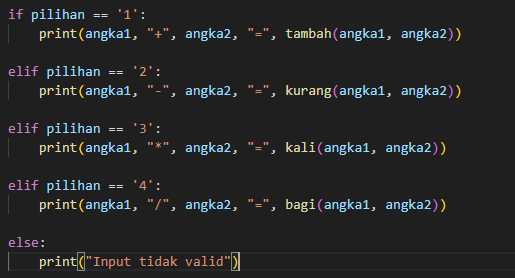 if pilihan == '1':
    print(angka1, "+", angka2, "=", tambah(angka1, angka2))
elif pilihan == '2':
    print(angka1, "-", angka2, "=", kurang(angka1, angka2))
elif pilihan == '3':
    print(angka1, "*", angka2, "=", kali(angka1, angka2))
elif pilihan == '4':
    print(angka1, "/", angka2, "=", bagi(angka1, angka2))
else:
    print("Input tidak valid")